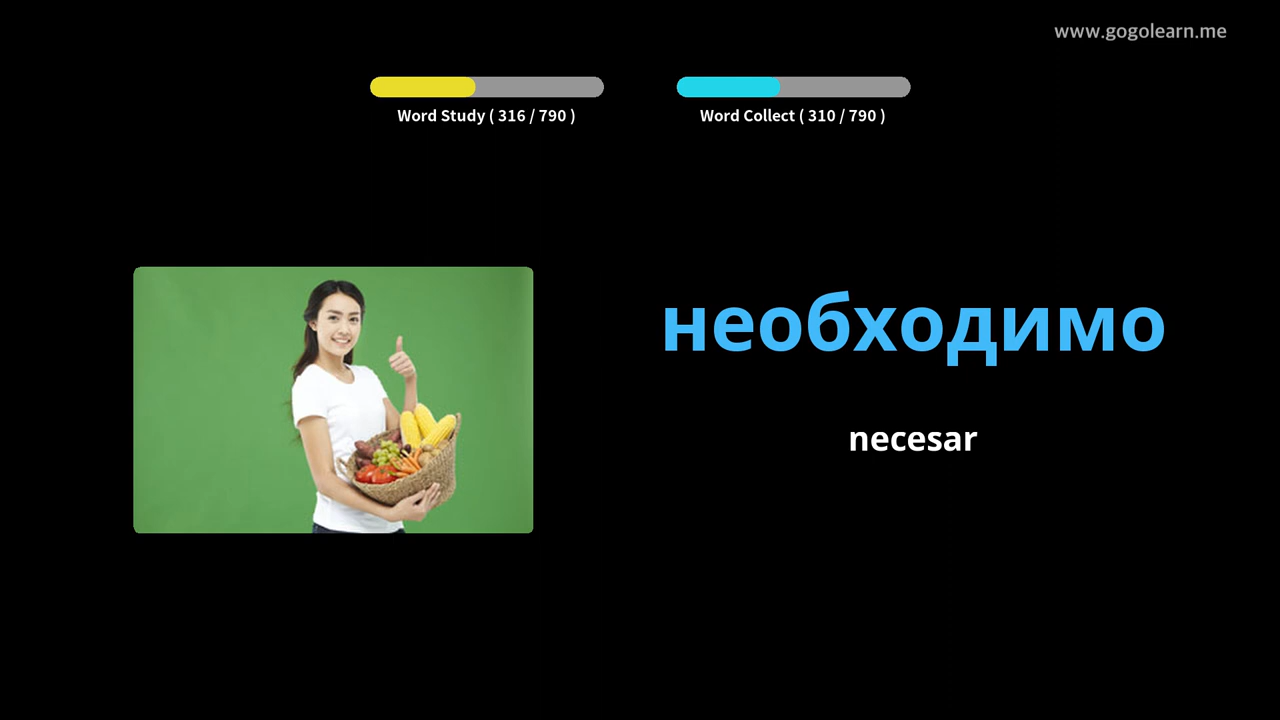 www.gogolearn.me
Word Study ( 316 / 790 )
Word Collect ( 310 / 790 )
необходимо
necesar